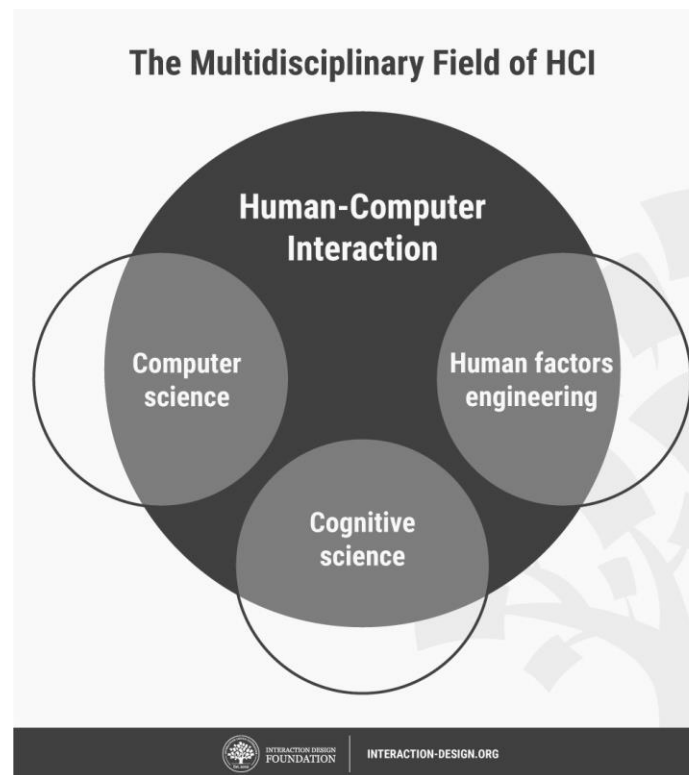 The Multidisciplinary Field of HCI
Human-Computer
Interaction
Computer
science
Human factors
engineering
Cognitive
science
INTERACTION DESIGN
FOUNDATION
INTERACTION-DESIGN.ORG